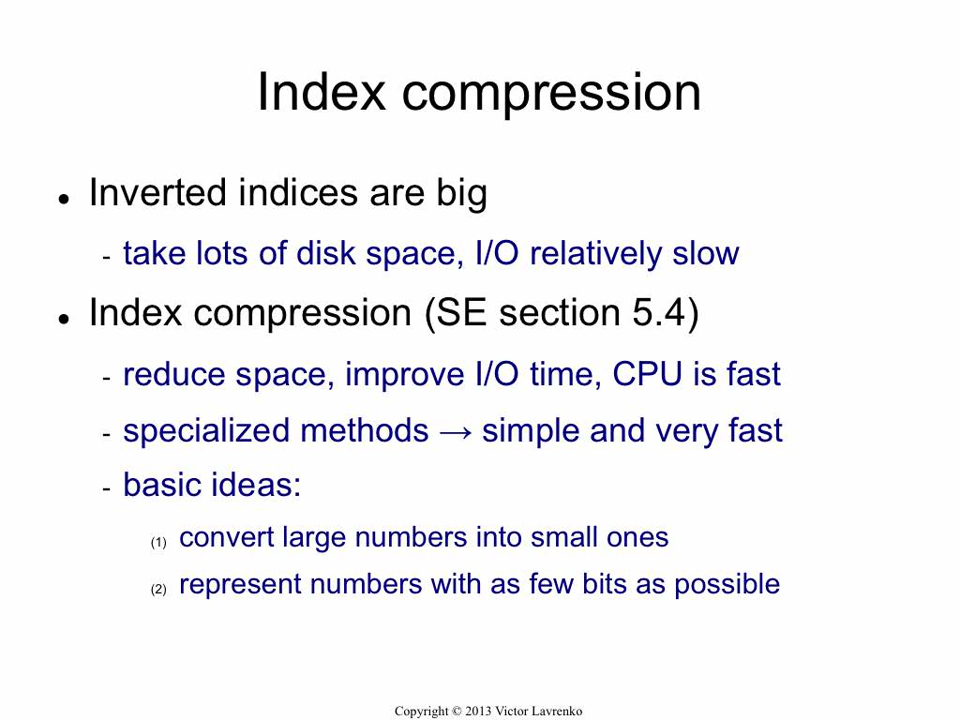 Index compression
● Inverted indices are big
- take lots of disk space, I/O relatively slow
● Index compression (SE section 5.4)
- reduce space, improve I/O time, CPU is fast
- specialized methods → simple and very fast
- basic ideas:
(1) convert large numbers into small ones
(2) represent numbers with as few bits as possible
Copyright © 2013 Victor Lavrenko